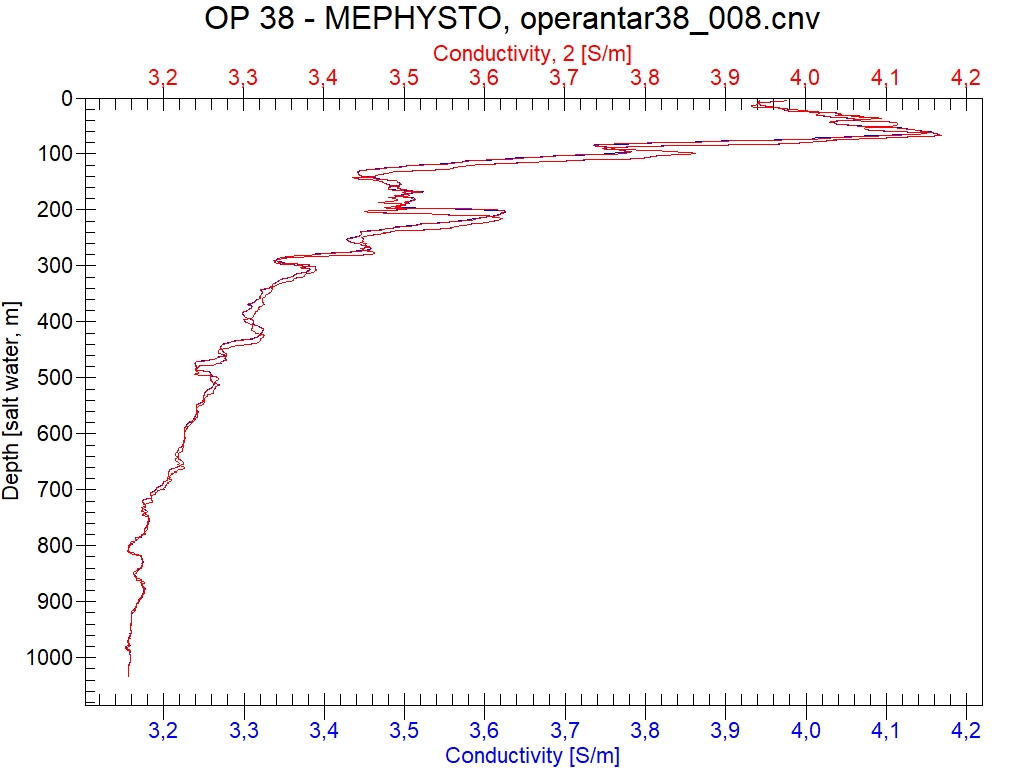 OP 38 - MEPHYSTO, operantar38_008.cnv
Conductivity, 2 [S/m]
3,2 3,3 3,4 3,5 3,6 3,7 3,8 3,9 4,0 4,1 4,2
0
100
200
300
400
500
600
700
800
900
1000
Depth [salt water, m]
3,2 3,3 3,4 3,5 3,6 3,7 3,8 3,9 4,0 4,1 4,2
Conductivity [S/m]